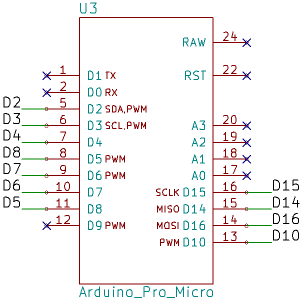 U3
RAW 24
1 D1 TX RST 22
2 D0 RX
D2 5 D2 SDA,PWM
D3 6 D3 SCL,PWM A3 20
D4 7 D4 A2 19
D8 8 D5 PWM A1 18
D7 9 D6 PWM A0 17
D6 10 D7 SCLK D15 16 D15
D5 11 D8 MISO D14 15 D14
12 D9 PWM MOSI D16 14 D16
PWM D10 13 D10
Arduino_Pro_Micro